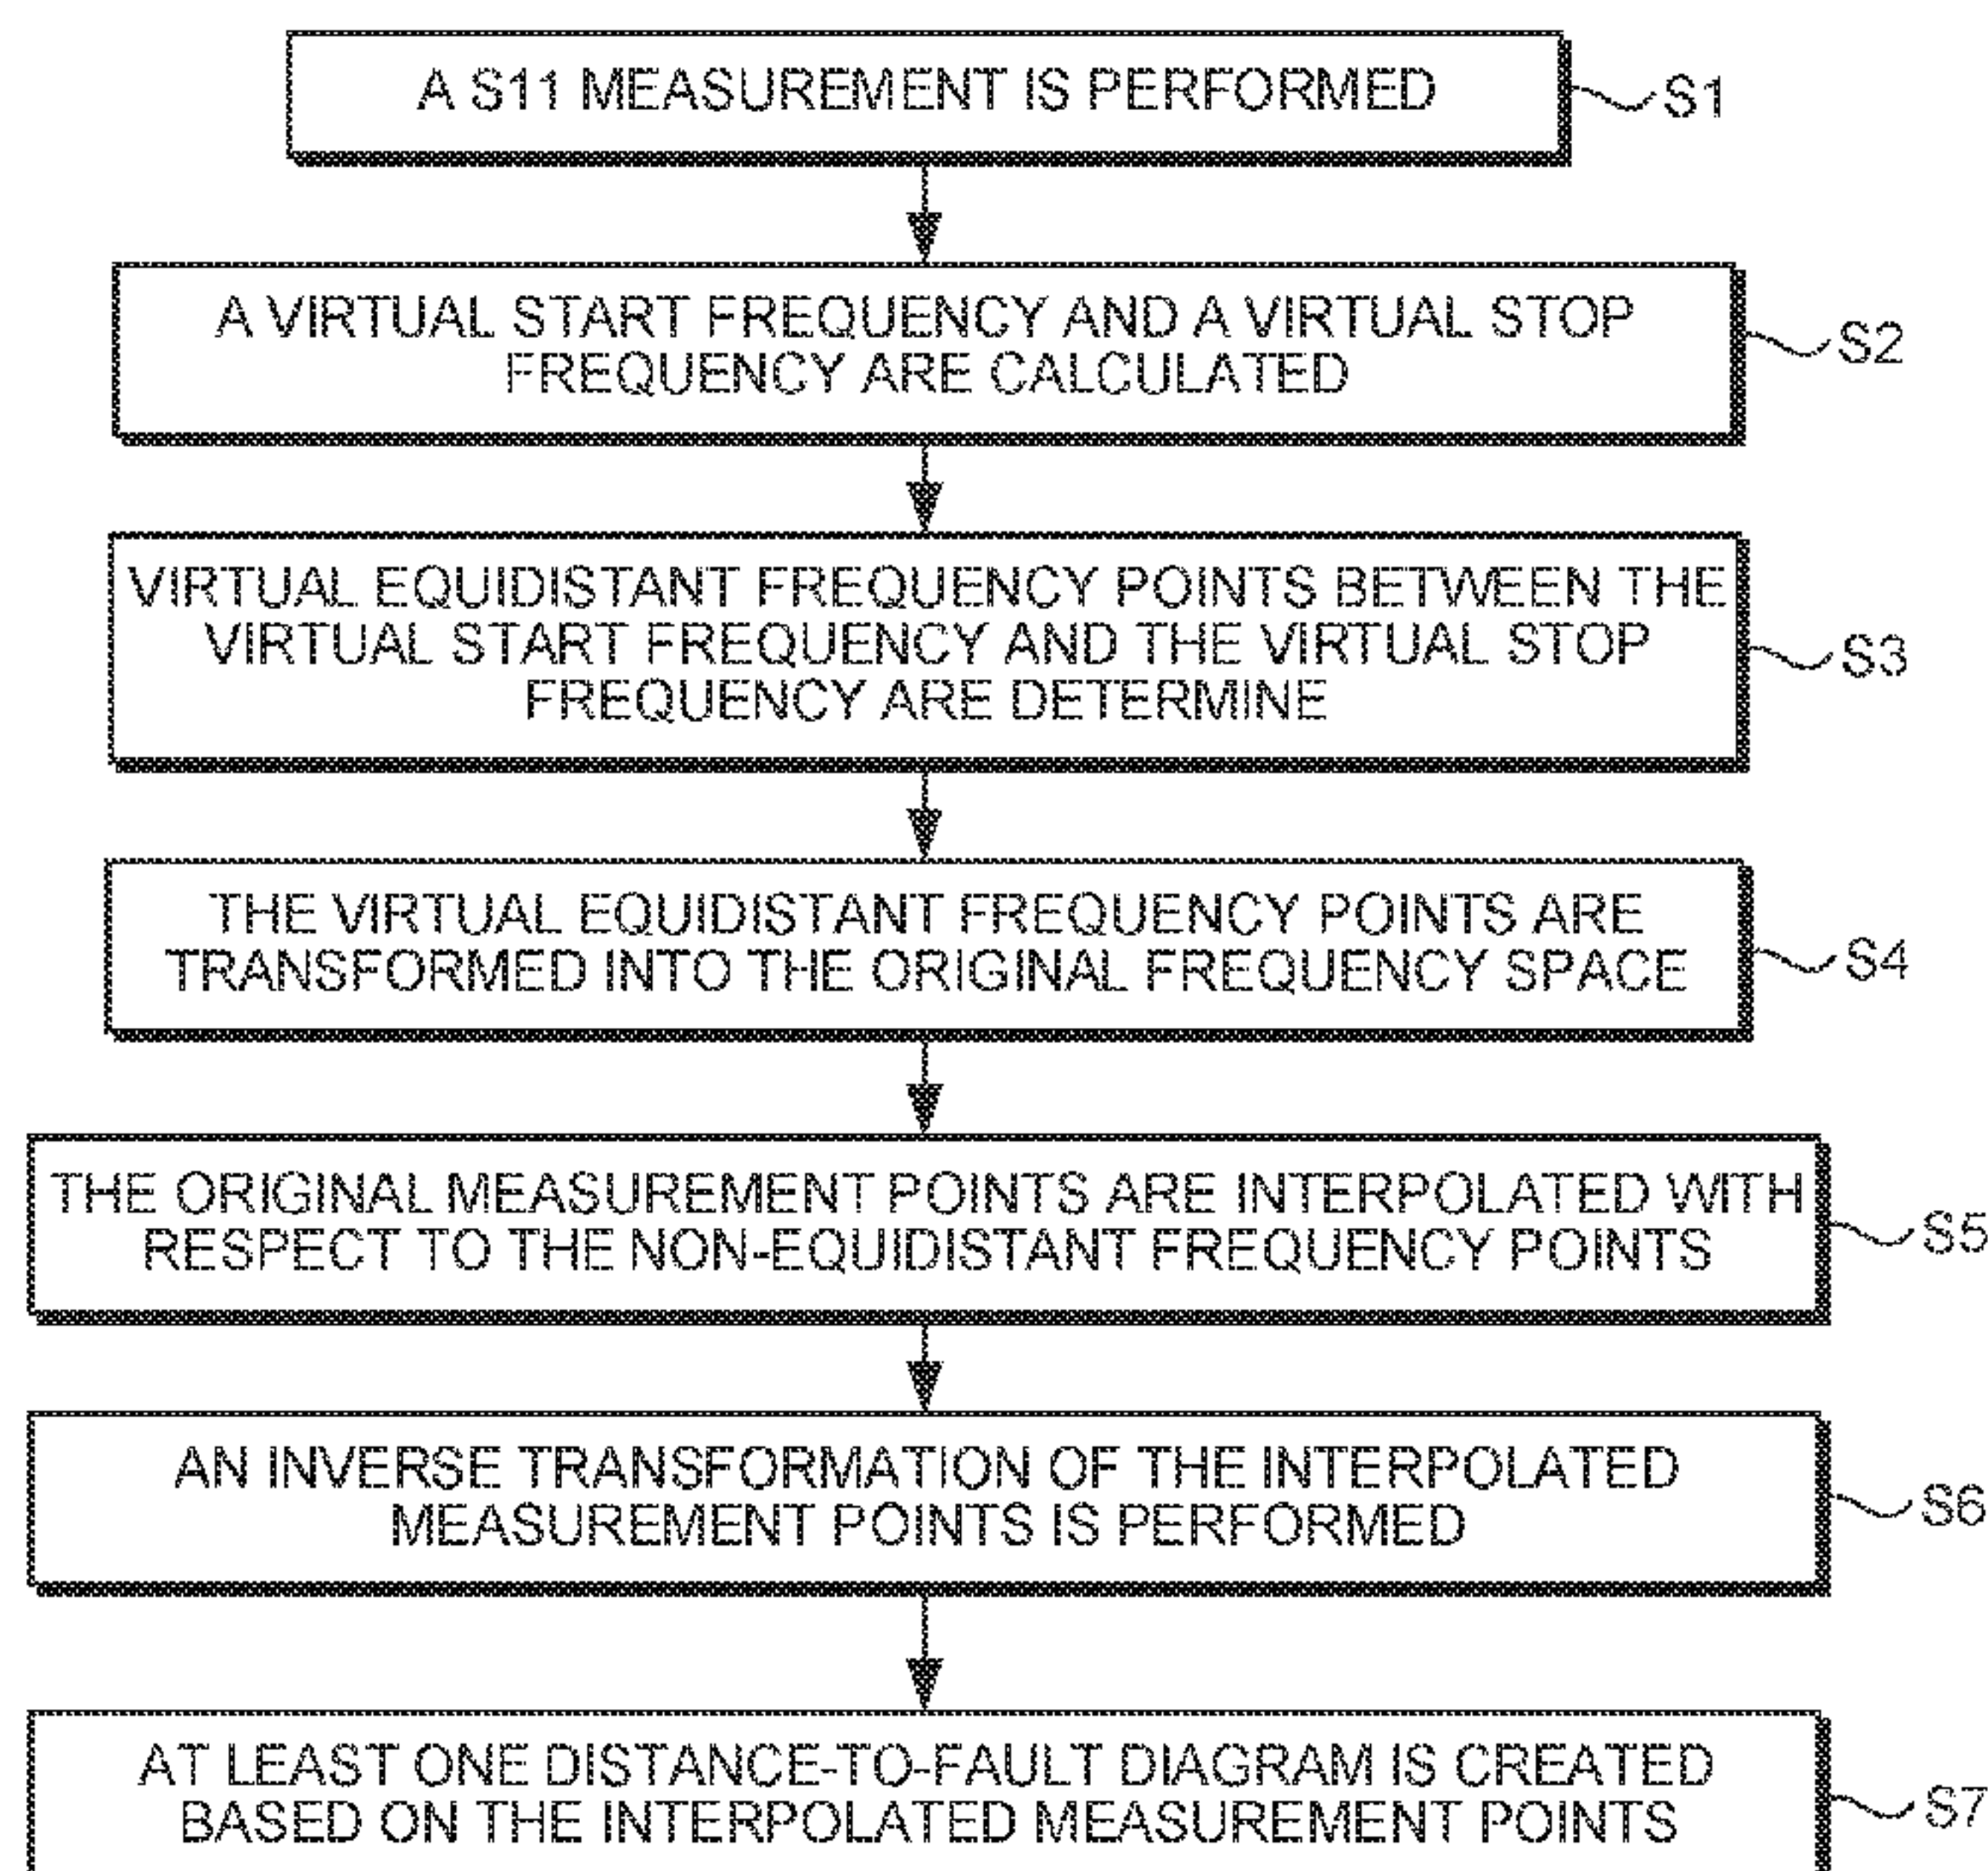 A S11 MEASUREMENT IS PERFORMED
S1
A VIRTUAL START FREQUENCY AND A VIRTUAL STOP
FREQUENCY ARE CALCULATED
S2
VIRTUAL EQUIDISTANT FREQUENCY POINTS BETWEEN THE
VIRTUAL START FREQUENCY AND THE VIRTUAL STOP
FREQUENCY ARE DETERMINE
S3
THE VIRTUAL EQUIDISTANT FREQUENCY POINTS ARE
TRANSFORMED INTO THE ORIGINAL FREQUENCY SPACE
S4
THE ORIGINAL MEASUREMENT POINTS ARE INTERPOLATED WITH
RESPECT TO THE NON-EQUIDISTANT FREQUENCY POINTS
S5
AN INVERSE TRANSFORMATION OF THE INTERPOLATED
MEASUREMENT POINTS IS PERFORMED
S6
AT LEAST ONE DISTANCE-TO-FAULT DIAGRAM IS CREATED
BASED ON THE INTERPOLATED MEASUREMENT POINTS
S7